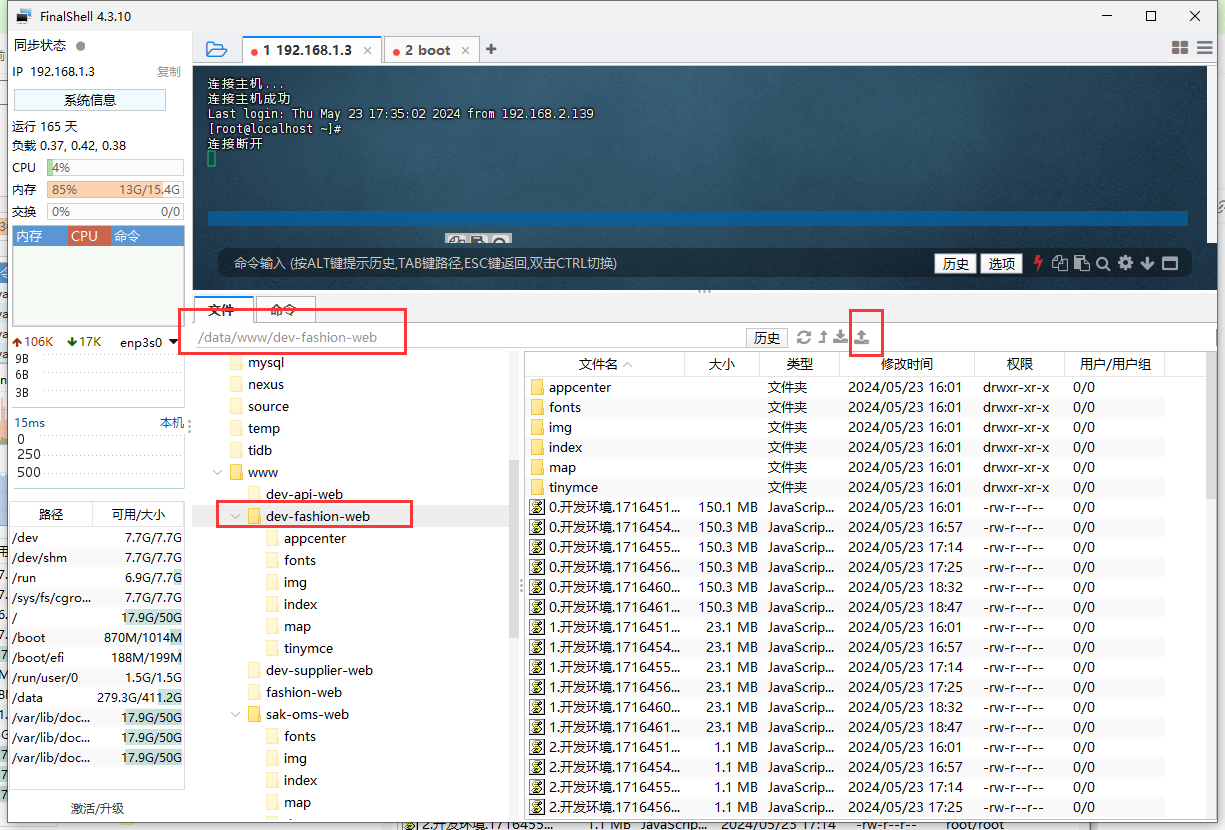 FinalShell 4.3.10
同步状态
IP 192.168.1.3 复制
系统信息
运行 165 天
负载 0.37, 0.42, 0.38
CPU 4%
内存 85% 13G/15.4G
交换 0% 0/0
内存 CPU 命令
106K 17K enp3s0
9B
6B
3B
15ms 本机
0
250
500
路径 可用/大小
/dev 7.7G/7.7G
/dev/shm 7.7G/7.7G
/run 6.9G/7.7G
/sys/fs/cgro... 7.7G/7.7G
/ 17.9G/50G
/boot 870M/1014M
/boot/efi 188M/199M
/run/user/0 1.5G/1.5G
/data 279.3G/411.2G
/var/lib/doc... 17.9G/50G
/var/lib/doc... 17.9G/50G
/var/lib/doc... 17.9G/50G
激活/升级
1 192.168.1.3 × 2 boot × +
连接主机...
连接主机成功
Last login: Thu May 23 17:35:02 2024 from 192.168.2.139
[root@localhost ~]#
连接断开
命令输入 (按ALT键提示历史,TAB键路径,ESC键返回,双击CTRL切换) 历史 选项
文件 命令
/data/www/dev-fashion-web 历史
mysql
nexus
source
temp
tidb
www
dev-api-web
dev-fashion-web
appcenter
fonts
img
index
map
tinymce
dev-supplier-web
fashion-web
sak-oms-web
fonts
img
index
map
文件名 大小 类型 修改时间 权限 用户/用户组
appcenter 文件夹 2024/05/23 16:01 drwxr-xr-x 0/0
fonts 文件夹 2024/05/23 16:01 drwxr-xr-x 0/0
img 文件夹 2024/05/23 16:01 drwxr-xr-x 0/0
index 文件夹 2024/05/23 16:01 drwxr-xr-x 0/0
map 文件夹 2024/05/23 16:01 drwxr-xr-x 0/0
tinymce 文件夹 2024/05/23 16:01 drwxr-xr-x 0/0
0.开发环境.1716451... 150.1 MB JavaScrip... 2024/05/23 16:01 -rw-r--r-- 0/0
0.开发环境.1716454... 150.3 MB JavaScrip... 2024/05/23 16:57 -rw-r--r-- 0/0
0.开发环境.1716455... 150.3 MB JavaScrip... 2024/05/23 17:14 -rw-r--r-- 0/0
0.开发环境.1716456... 150.3 MB JavaScrip... 2024/05/23 17:25 -rw-r--r-- 0/0
0.开发环境.1716460... 150.3 MB JavaScrip... 2024/05/23 18:32 -rw-r--r-- 0/0
0.开发环境.1716461... 150.3 MB JavaScrip... 2024/05/23 18:47 -rw-r--r-- 0/0
1.开发环境.1716451... 23.1 MB JavaScrip... 2024/05/23 16:01 -rw-r--r-- 0/0
1.开发环境.1716454... 23.1 MB JavaScrip... 2024/05/23 16:57 -rw-r--r-- 0/0
1.开发环境.1716455... 23.1 MB JavaScrip... 2024/05/23 17:14 -rw-r--r-- 0/0
1.开发环境.1716456... 23.1 MB JavaScrip... 2024/05/23 17:25 -rw-r--r-- 0/0
1.开发环境.1716460... 23.1 MB JavaScrip... 2024/05/23 18:32 -rw-r--r-- 0/0
1.开发环境.1716461... 23.1 MB JavaScrip... 2024/05/23 18:47 -rw-r--r-- 0/0
2.开发环境.1716451... 1.1 MB JavaScrip... 2024/05/23 16:01 -rw-r--r-- 0/0
2.开发环境.1716454... 1.1 MB JavaScrip... 2024/05/23 16:57 -rw-r--r-- 0/0
2.开发环境.1716455... 1.1 MB JavaScrip... 2024/05/23 17:14 -rw-r--r-- 0/0
2.开发环境.1716456... 1.1 MB JavaScrip... 2024/05/23 17:25 -rw-r--r-- 0/0
2.开发环境.1716455... 1.1 MB JavaScrip... 2024/05/23 17:14 -rw-r--r-- root/root